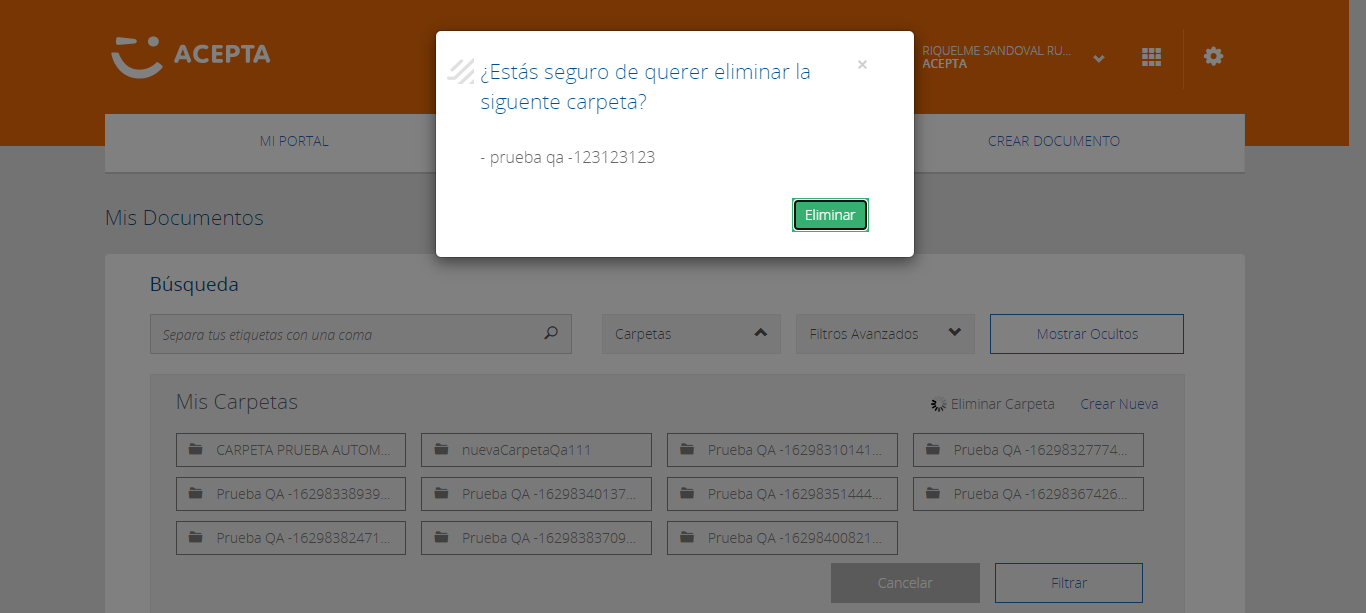 ACEPTA
RIQUELME SANDOVAL RU...
ACEPTA
¿Estás seguro de querer eliminar la
siguente carpeta?
×
- prueba qa -123123123
Eliminar
MI PORTAL
CREAR DOCUMENTO
Mis Documentos
Búsqueda
Separa tus etiquetas con una coma
Carpetas
Filtros Avanzados
Mostrar Ocultos
Mis Carpetas
Eliminar Carpeta
Crear Nueva
CARPETA PRUEBA AUTOM...
nuevaCarpetaQa111
Prueba QA -16298310141...
Prueba QA -16298327774...
Prueba QA -16298338939...
Prueba QA -16298340137...
Prueba QA -16298351444...
Prueba QA -16298367426...
Prueba QA -16298382471...
Prueba QA -16298383709...
Prueba QA -16298400821...
Cancelar
Filtrar